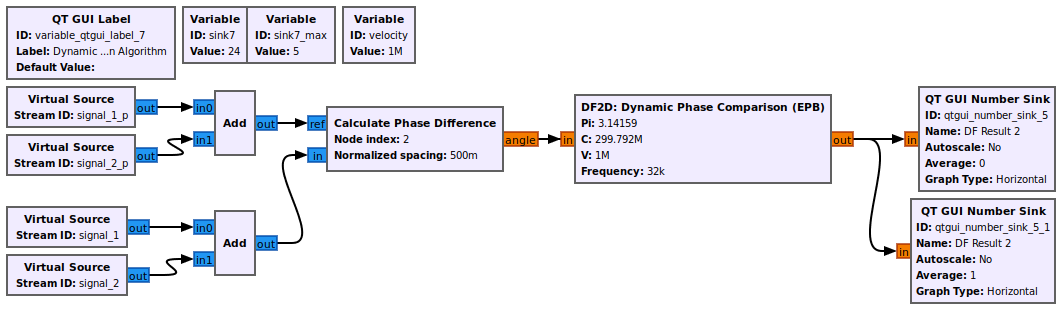 QT GUI Label
ID: variable_qtgui_label_7
Label: Dynamic ...n Algorithm
Default Value:
Variable
ID: sink7
Value: 24
Variable
ID: sink7_max
Value: 5
Variable
ID: velocity
Value: 1M
Virtual Source
Stream ID: signal_1_p
out
Virtual Source
Stream ID: signal_2_p
out
in0
in1
Add
out
Virtual Source
Stream ID: signal_1
out
Virtual Source
Stream ID: signal_2
out
in0
in1
Add
out
ref
in
Calculate Phase Difference
Node index: 2
Normalized spacing: 500m
angle
in
DF2D: Dynamic Phase Comparison (EPB)
Pi: 3.14159
C: 299.792M
V: 1M
Frequency: 32k
out
in
QT GUI Number Sink
ID: qtgui_number_sink_5
Name: DF Result 2
Autoscale: No
Average: 0
Graph Type: Horizontal
in
QT GUI Number Sink
ID: qtgui_number_sink_5_1
Name: DF Result 2
Autoscale: No
Average: 1
Graph Type: Horizontal